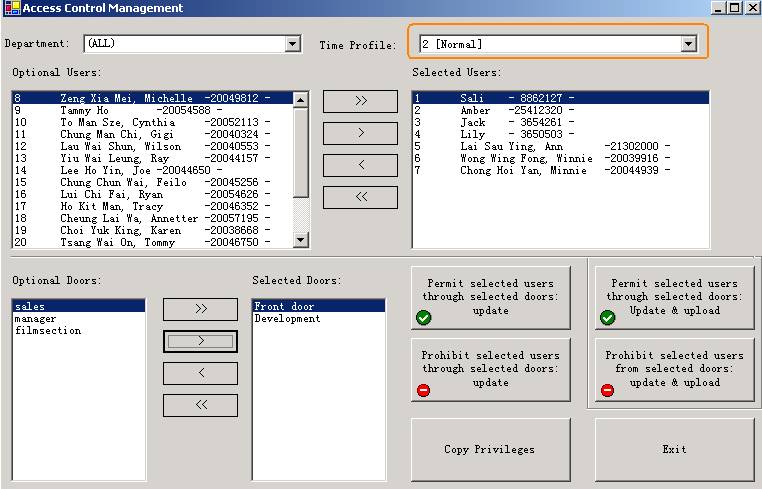 Access Control Management
Department: (ALL) Time Profile: 2 [Normal]
Optional Users:
8 Zeng Xia Mei, Michelle -20049812 -
9 Tammy Ho -20054588 -
10 To Man Sze, Cynthia -20052113 -
11 Chung Man Chi, Gigi -20040324 -
12 Lau Wai Shun, Wilson -20040553 -
13 Yiu Wai Leung, Ray -20044157 -
14 Lee Ho Yin, Joe -20044650 -
15 Chung Chun Wai, Feilo -20045256 -
16 Lui Chi Fai, Ryan -20054626 -
17 Ho Kit Man, Tracy -20046352 -
18 Cheung Lai Wa, Annetter -20057195 -
19 Choi Yuk King, Karen -20038668 -
20 Tsang Wai On, Tommy -20046750 -
>>
>
<
<<
Selected Users:
1 Sali - 8862127 -
2 Amber -25412320 -
3 Jack - 3654261 -
4 Lily - 3650503 -
5 Lai Sau Ying, Ann -21302000 -
6 Wong Wing Fong, Winnie -20039916 -
7 Chong Hoi Yan, Minnie -20044939 -
Optional Doors:
sales
manager
filmsection
>>
>
<
<<
Selected Doors:
Front door
Development
Permit selected users
through selected doors:
update
Permit selected users
through selected doors:
Update & upload
Prohibit selected users
through selected doors:
update
Prohibit selected users
from selected doors:
update & upload
Copy Privileges
Exit